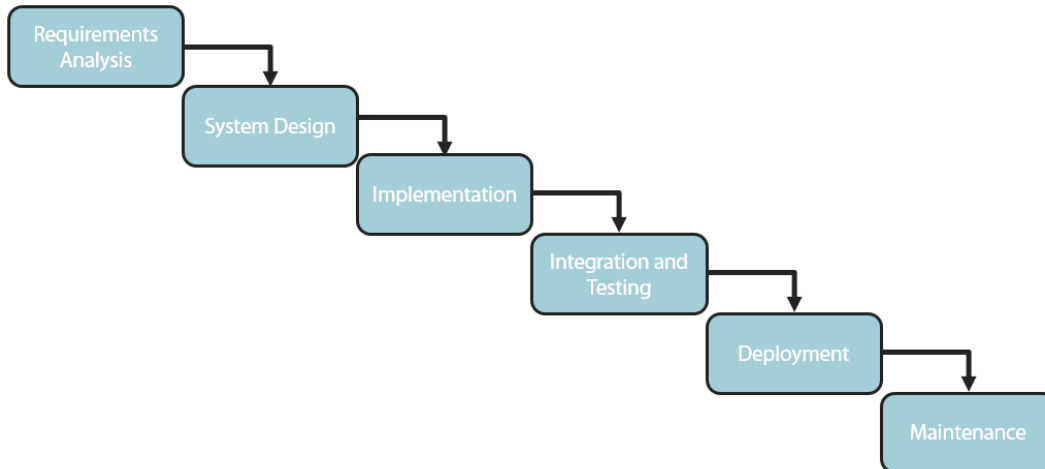 Requirements
Analysis
System Design
Implementation
Integration and
Testing
Deployment
Maintenance